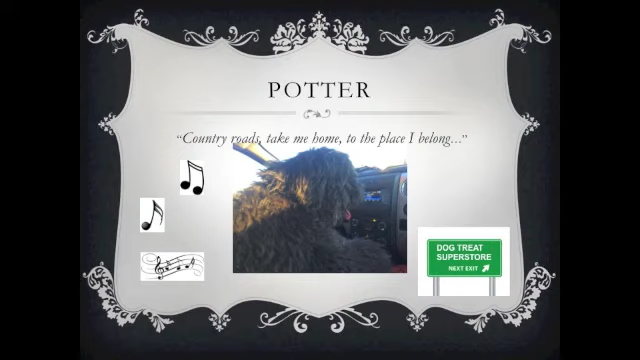 POTTER
“Country roads, take me home, to the place I belong...”
DOG TREAT
SUPERSTORE
NEXT EXIT